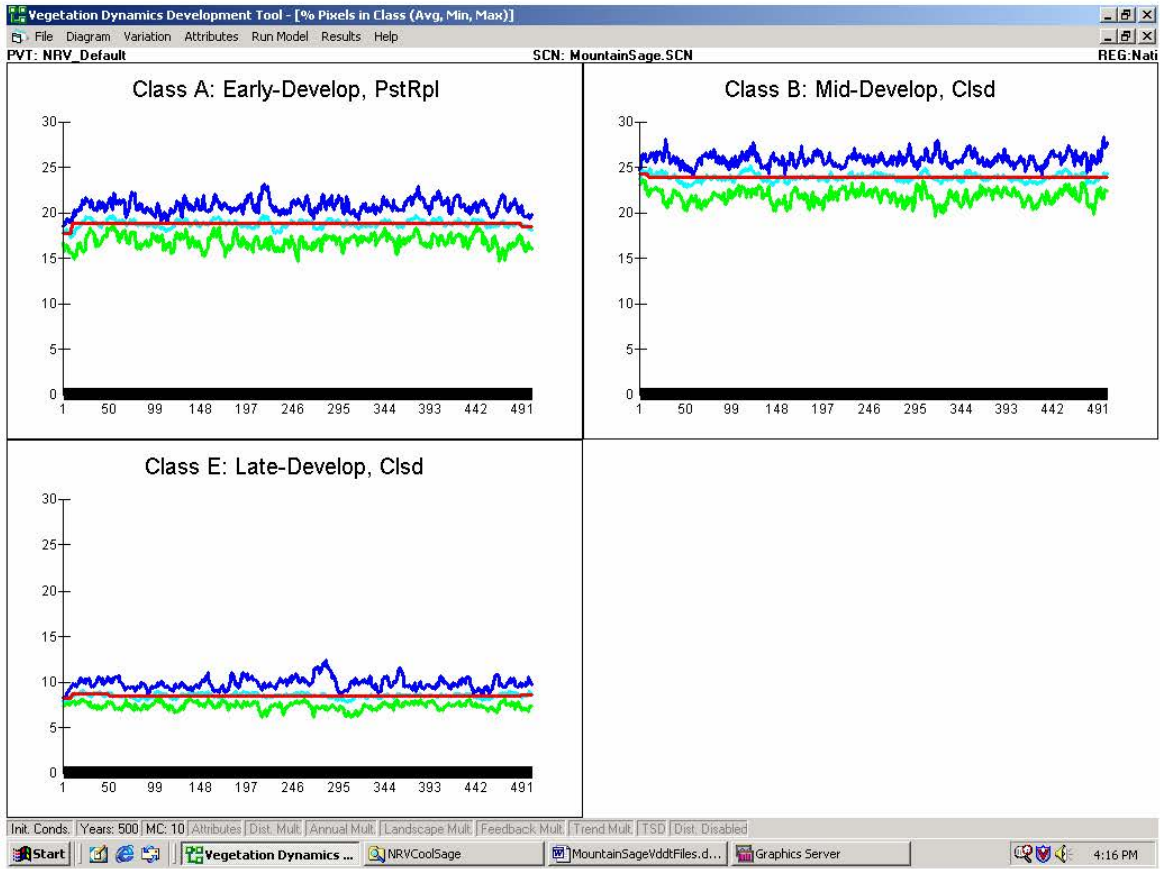 Vegetation Dynamics Development Tool - [% Pixels in Class (Avg, Min, Max)]
File Diagram Variation Attributes Run Model Results Help
PVT: NRV_Default SCN: MountainSage.SCN REG:Nati
Class A: Early-Develop, PstRpl
30
25
20
15
10
5
0
1 50 99 148 197 246 295 344 393 442 491
Class B: Mid-Develop, Clsd
30
25
20
15
10
5
0
1 50 99 148 197 246 295 344 393 442 491
Class E: Late-Develop, Clsd
30
25
20
15
10
5
0
1 50 99 148 197 246 295 344 393 442 491
Init. Conds. Years: 500 MC: 10 Attributes Dist. Mult. Annual Mult. Landscape Mult. Feedback Mult. Trend Mult. TSD Dist. Disabled
Start Vegetation Dynamics ... NRVCoolSage MountainSageVddtFiles.d... Graphics Server 4:16 PM